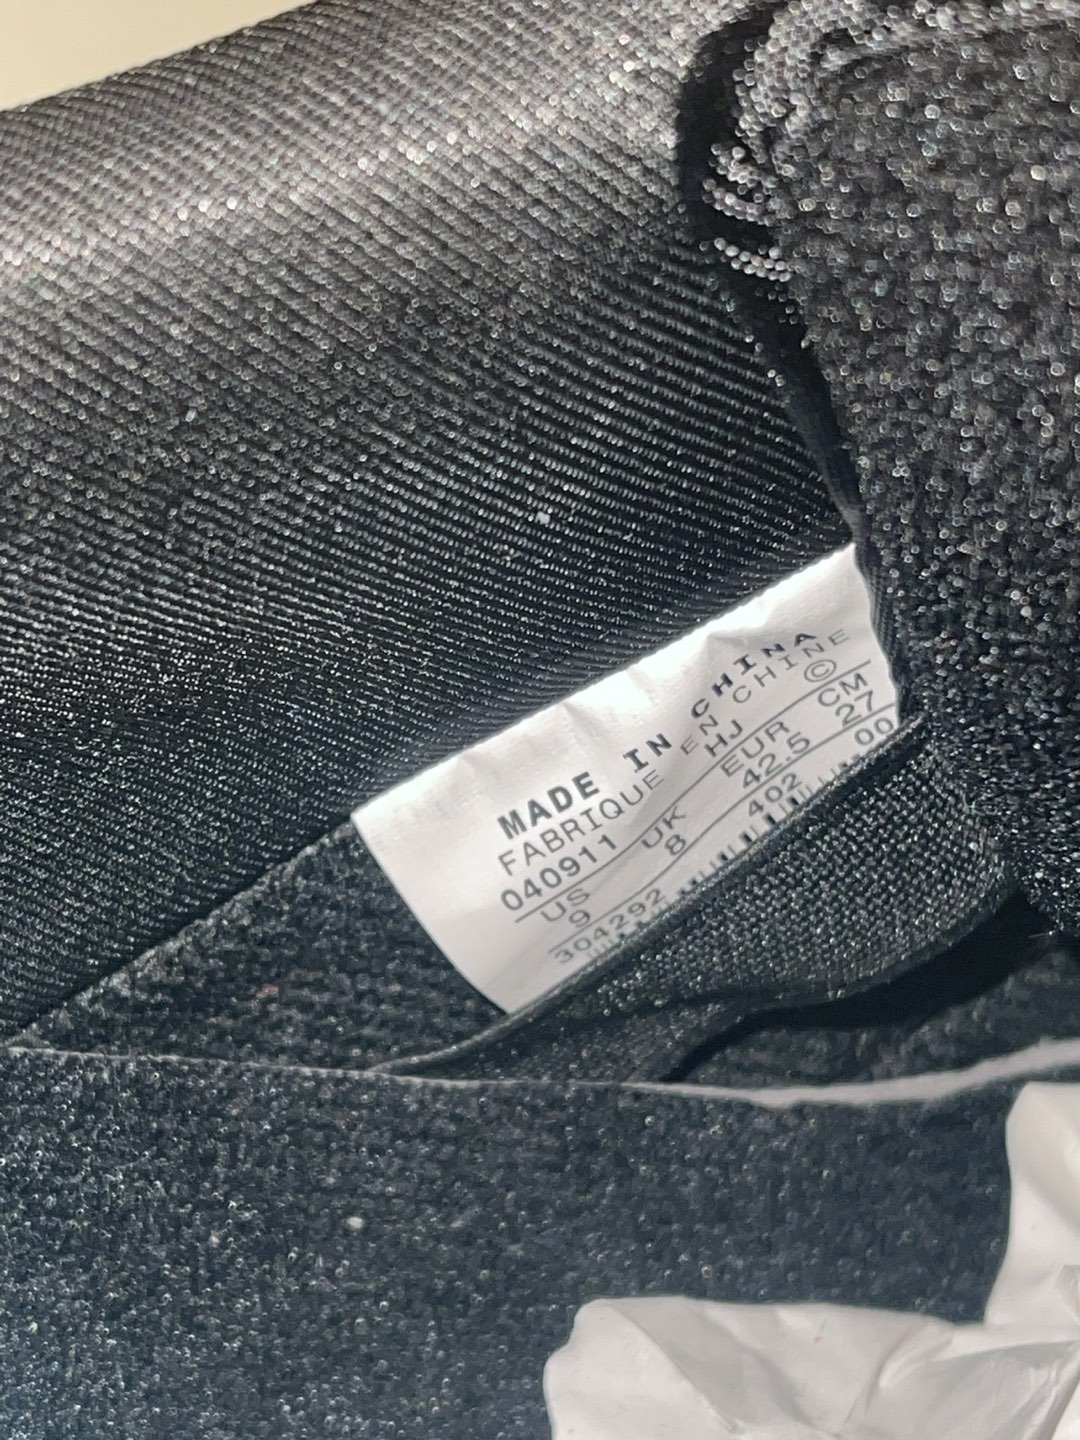 MADE IN CHINA
FABRIQUE EN CHINE
040911 HJ ©
US UK EUR CM
9 8 42.5 27
304292 402 00